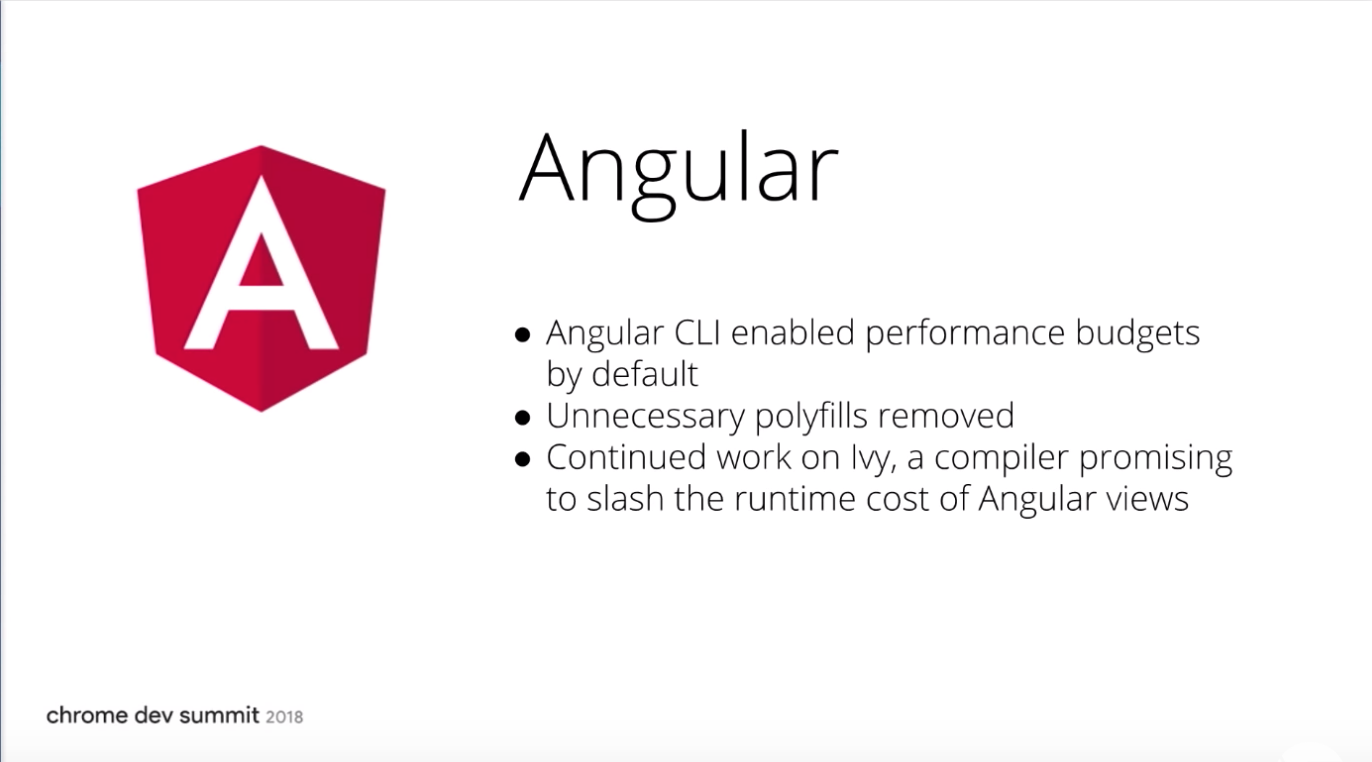 A
Angular
● Angular CLI enabled performance budgets
by default
● Unnecessary polyfills removed
● Continued work on Ivy, a compiler promising
to slash the runtime cost of Angular views
chrome dev summit 2018